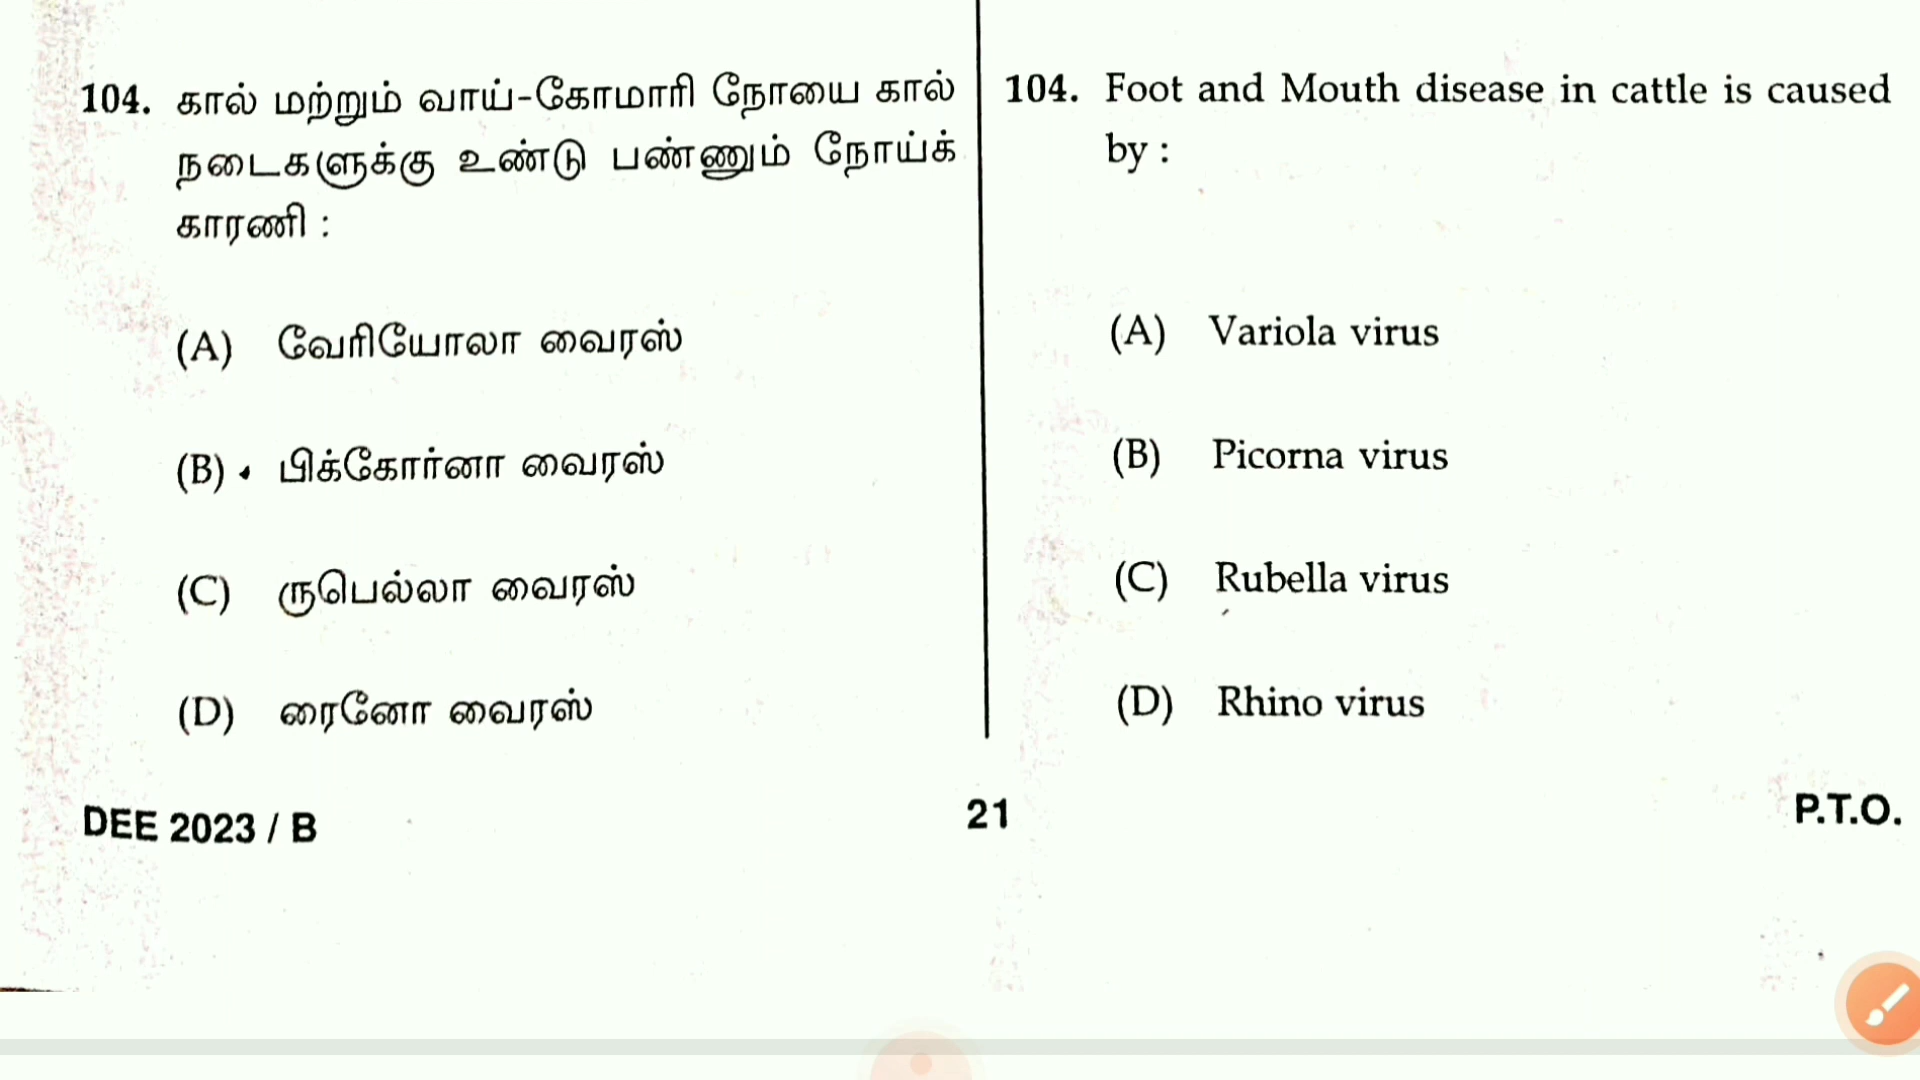 104. கால் மற்றும் வாய்-கோமாரி நோயை கால்
நடைகளுக்கு உண்டு பண்ணும் நோய்க்
காரணி :
(A) வேரியோலா வைரஸ்
(B) பிக்கோர்னா வைரஸ்
(C) ருபெல்லா வைரஸ்
(D) ரைனோ வைரஸ்
104. Foot and Mouth disease in cattle is caused
by :
(A) Variola virus
(B) Picorna virus
(C) Rubella virus
(D) Rhino virus
DEE 2023 / B
21
P.T.O.